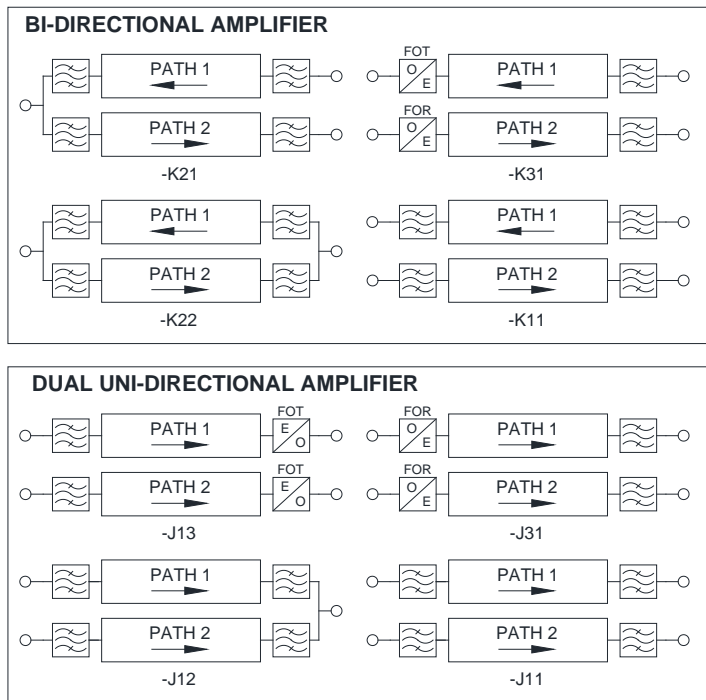 BI-DIRECTIONAL AMPLIFIER
PATH 1
PATH 2
-K21
FOT
O
E
PATH 1
FOR
O
E
PATH 2
-K31
PATH 1
PATH 2
-K22
PATH 1
PATH 2
-K11
DUAL UNI-DIRECTIONAL AMPLIFIER
PATH 1
FOT
E
O
PATH 2
FOT
E
O
-J13
FOR
O
E
PATH 1
FOR
O
E
PATH 2
-J31
PATH 1
PATH 2
-J12
PATH 1
PATH 2
-J11